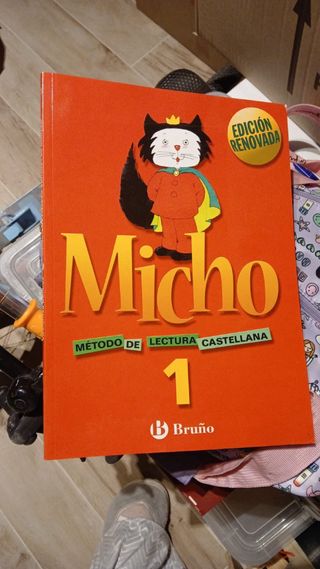 EDICIÓN
RENOVADA
Micho
MÉTODO DE LECTURA CASTELLANA
1
B Bruño